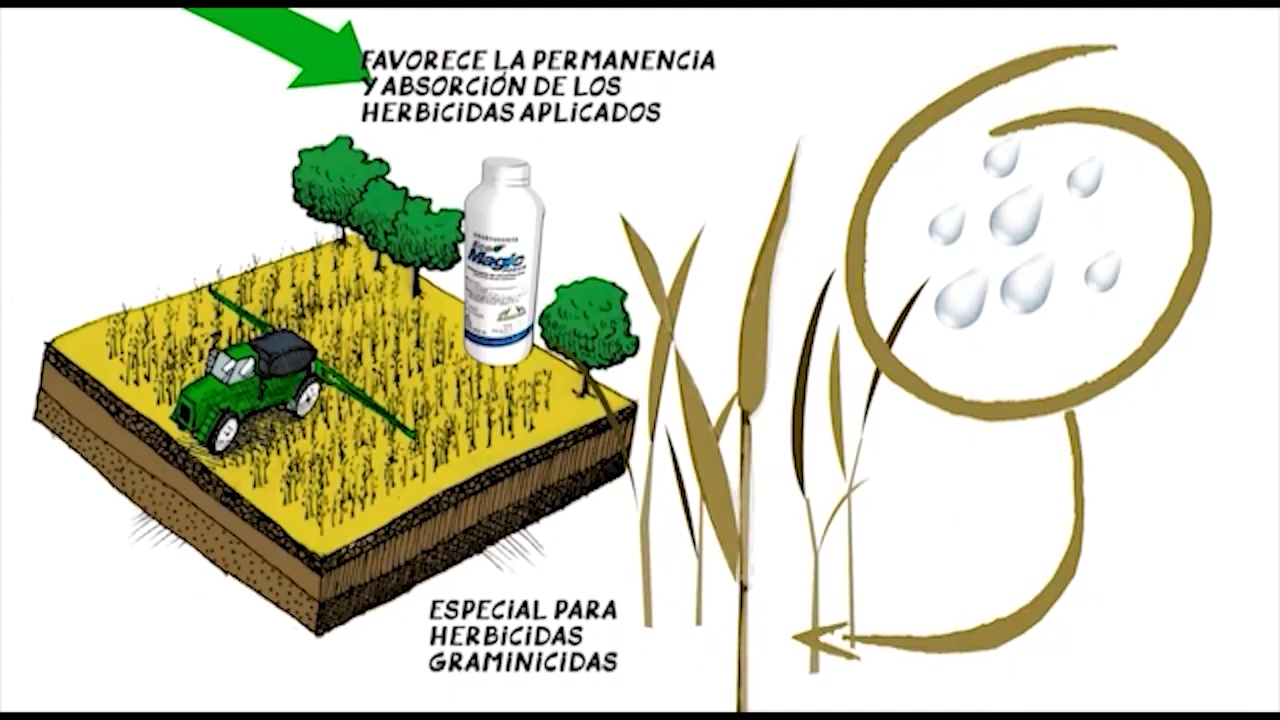 FAVORECE LA PERMANENCIA
Y ABSORCIÓN DE LOS
HERBICIDAS APLICADOS
Magic
ESPECIAL PARA
HERBICIDAS
GRAMINICIDAS